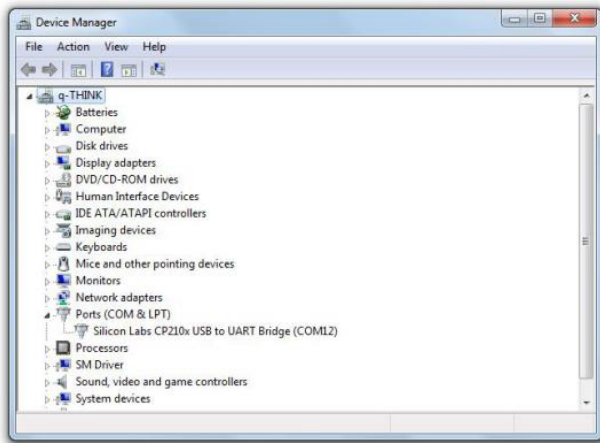 Device Manager
File Action View Help
q-THINK
Batteries
Computer
Disk drives
Display adapters
DVD/CD-ROM drives
Human Interface Devices
IDE ATA/ATAPI controllers
Imaging devices
Keyboards
Mice and other pointing devices
Monitors
Network adapters
Ports (COM & LPT)
Silicon Labs CP210x USB to UART Bridge (COM12)
Processors
SM Driver
Sound, video and game controllers
System devices